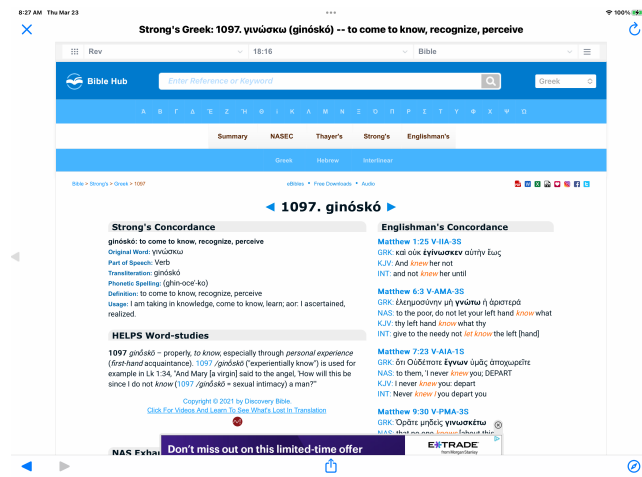 8:27 AM Thu Mar 23
100%
Strong's Greek: 1097. γινώσκω (ginóskó) -- to come to know, recognize, perceive
Rev
18:16
Bible
Bible Hub
Enter Reference or Keyword
Greek
Summary
NASEC
Thayer's
Strong's
Englishman's
Greek
Hebrew
Interlinear
Bible > Strong's > Greek > 1097
eBibles • Free Downloads • Audio
◄ 1097. ginóskó ►
Strong's Concordance
ginóskó: to come to know, recognize, perceive
Original Word: γινώσκω
Part of Speech: Verb
Transliteration: ginóskó
Phonetic Spelling: (ghin-oce'-ko)
Definition: to come to know, recognize, perceive
Usage: I am taking in knowledge, come to know, learn; aor: I ascertained,
realized.
HELPS Word-studies
1097 ginṓskō – properly, to know, especially through personal experience
(first-hand acquaintance). 1097 /ginṓskō ("experientially know") is used for
example in Lk 1:34, "And Mary [a virgin] said to the angel, 'How will this be
since I do not know (1097 /ginṓskō = sexual intimacy) a man?'"
Copyright © 2021 by Discovery Bible.
Click For Videos And Learn To See What's Lost In Translation
NAS Exhau
Englishman's Concordance
Matthew 1:25 V-IIA-3S
GRK: καὶ οὐκ ἐγίνωσκεν αὐτὴν ἕως
KJV: And knew her not
INT: and not knew her until
Matthew 6:3 V-AMA-3S
GRK: ἐλεημοσύνην μὴ γνώτω ἡ ἀριστερά
NAS: to the poor, do not let your left hand know what
KJV: thy left hand know what thy
INT: give to the needy not let know the left [hand]
Matthew 7:23 V-AIA-1S
GRK: ὅτι Οὐδέποτε ἔγνων ὑμᾶς ἀποχωρεῖτε
NAS: to them, 'I never knew you; DEPART
KJV: I never knew you: depart
INT: Never knew I you depart you
Matthew 9:30 V-PMA-3S
GRK: Ὁρᾶτε μηδεὶς γινωσκέτω
NAS: that no one knows [about this
Don't miss out on this limited-time offer
E*TRADE
from Morgan Stanley